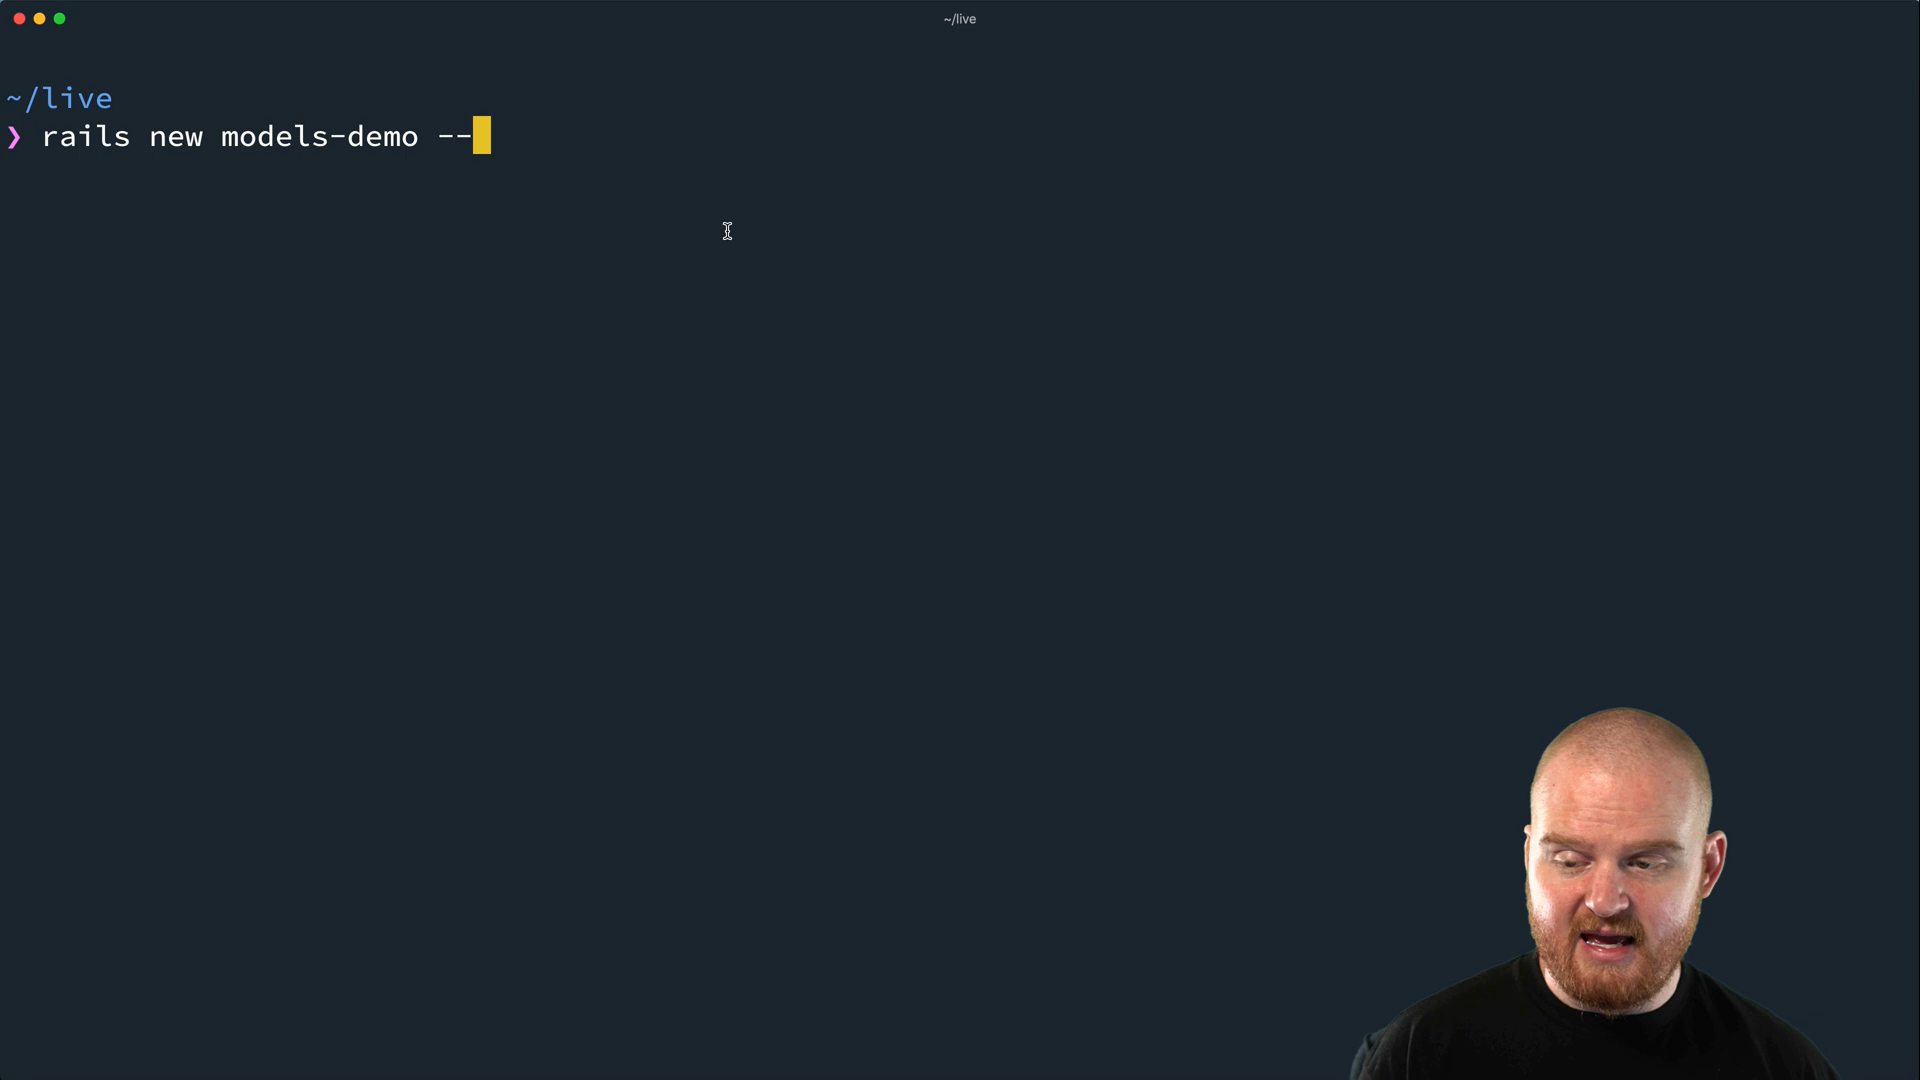 ~/live
~/live
❯ rails new models-demo --